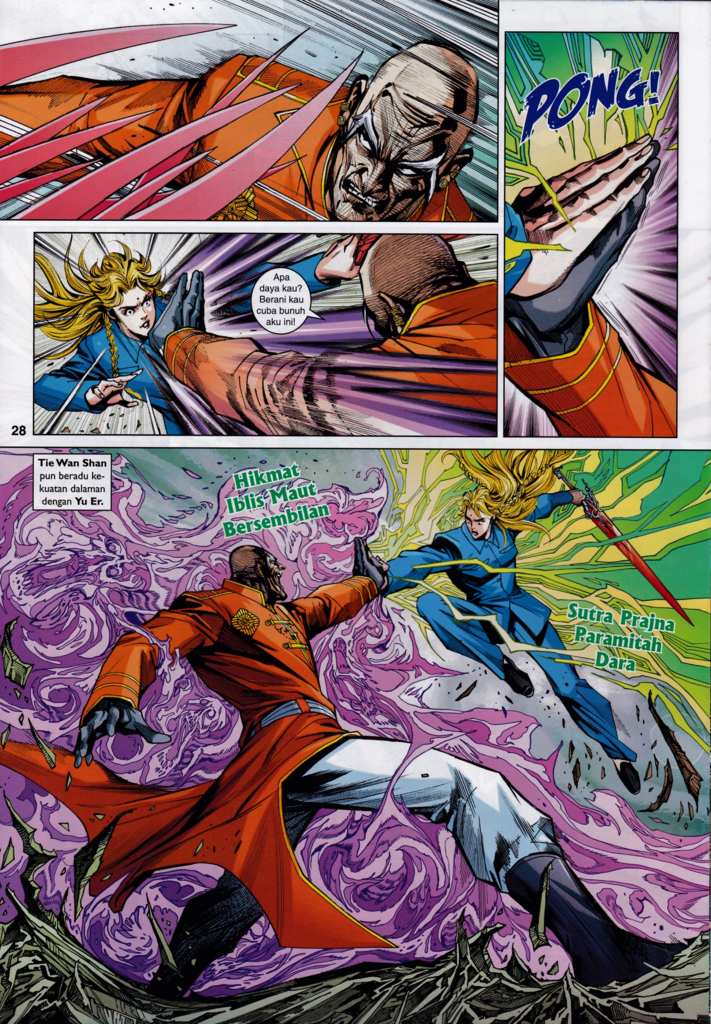 PONG!
Apa
daya kau?
Berani kau
cuba bunuh
aku ini!
28
Tie Wan Shan
pun beradu ke-
kuatan dalaman
dengan Yu Er.
Hikmat
Iblis Maut
Bersembilan
Sutra Prajna
Paramitah
Dara